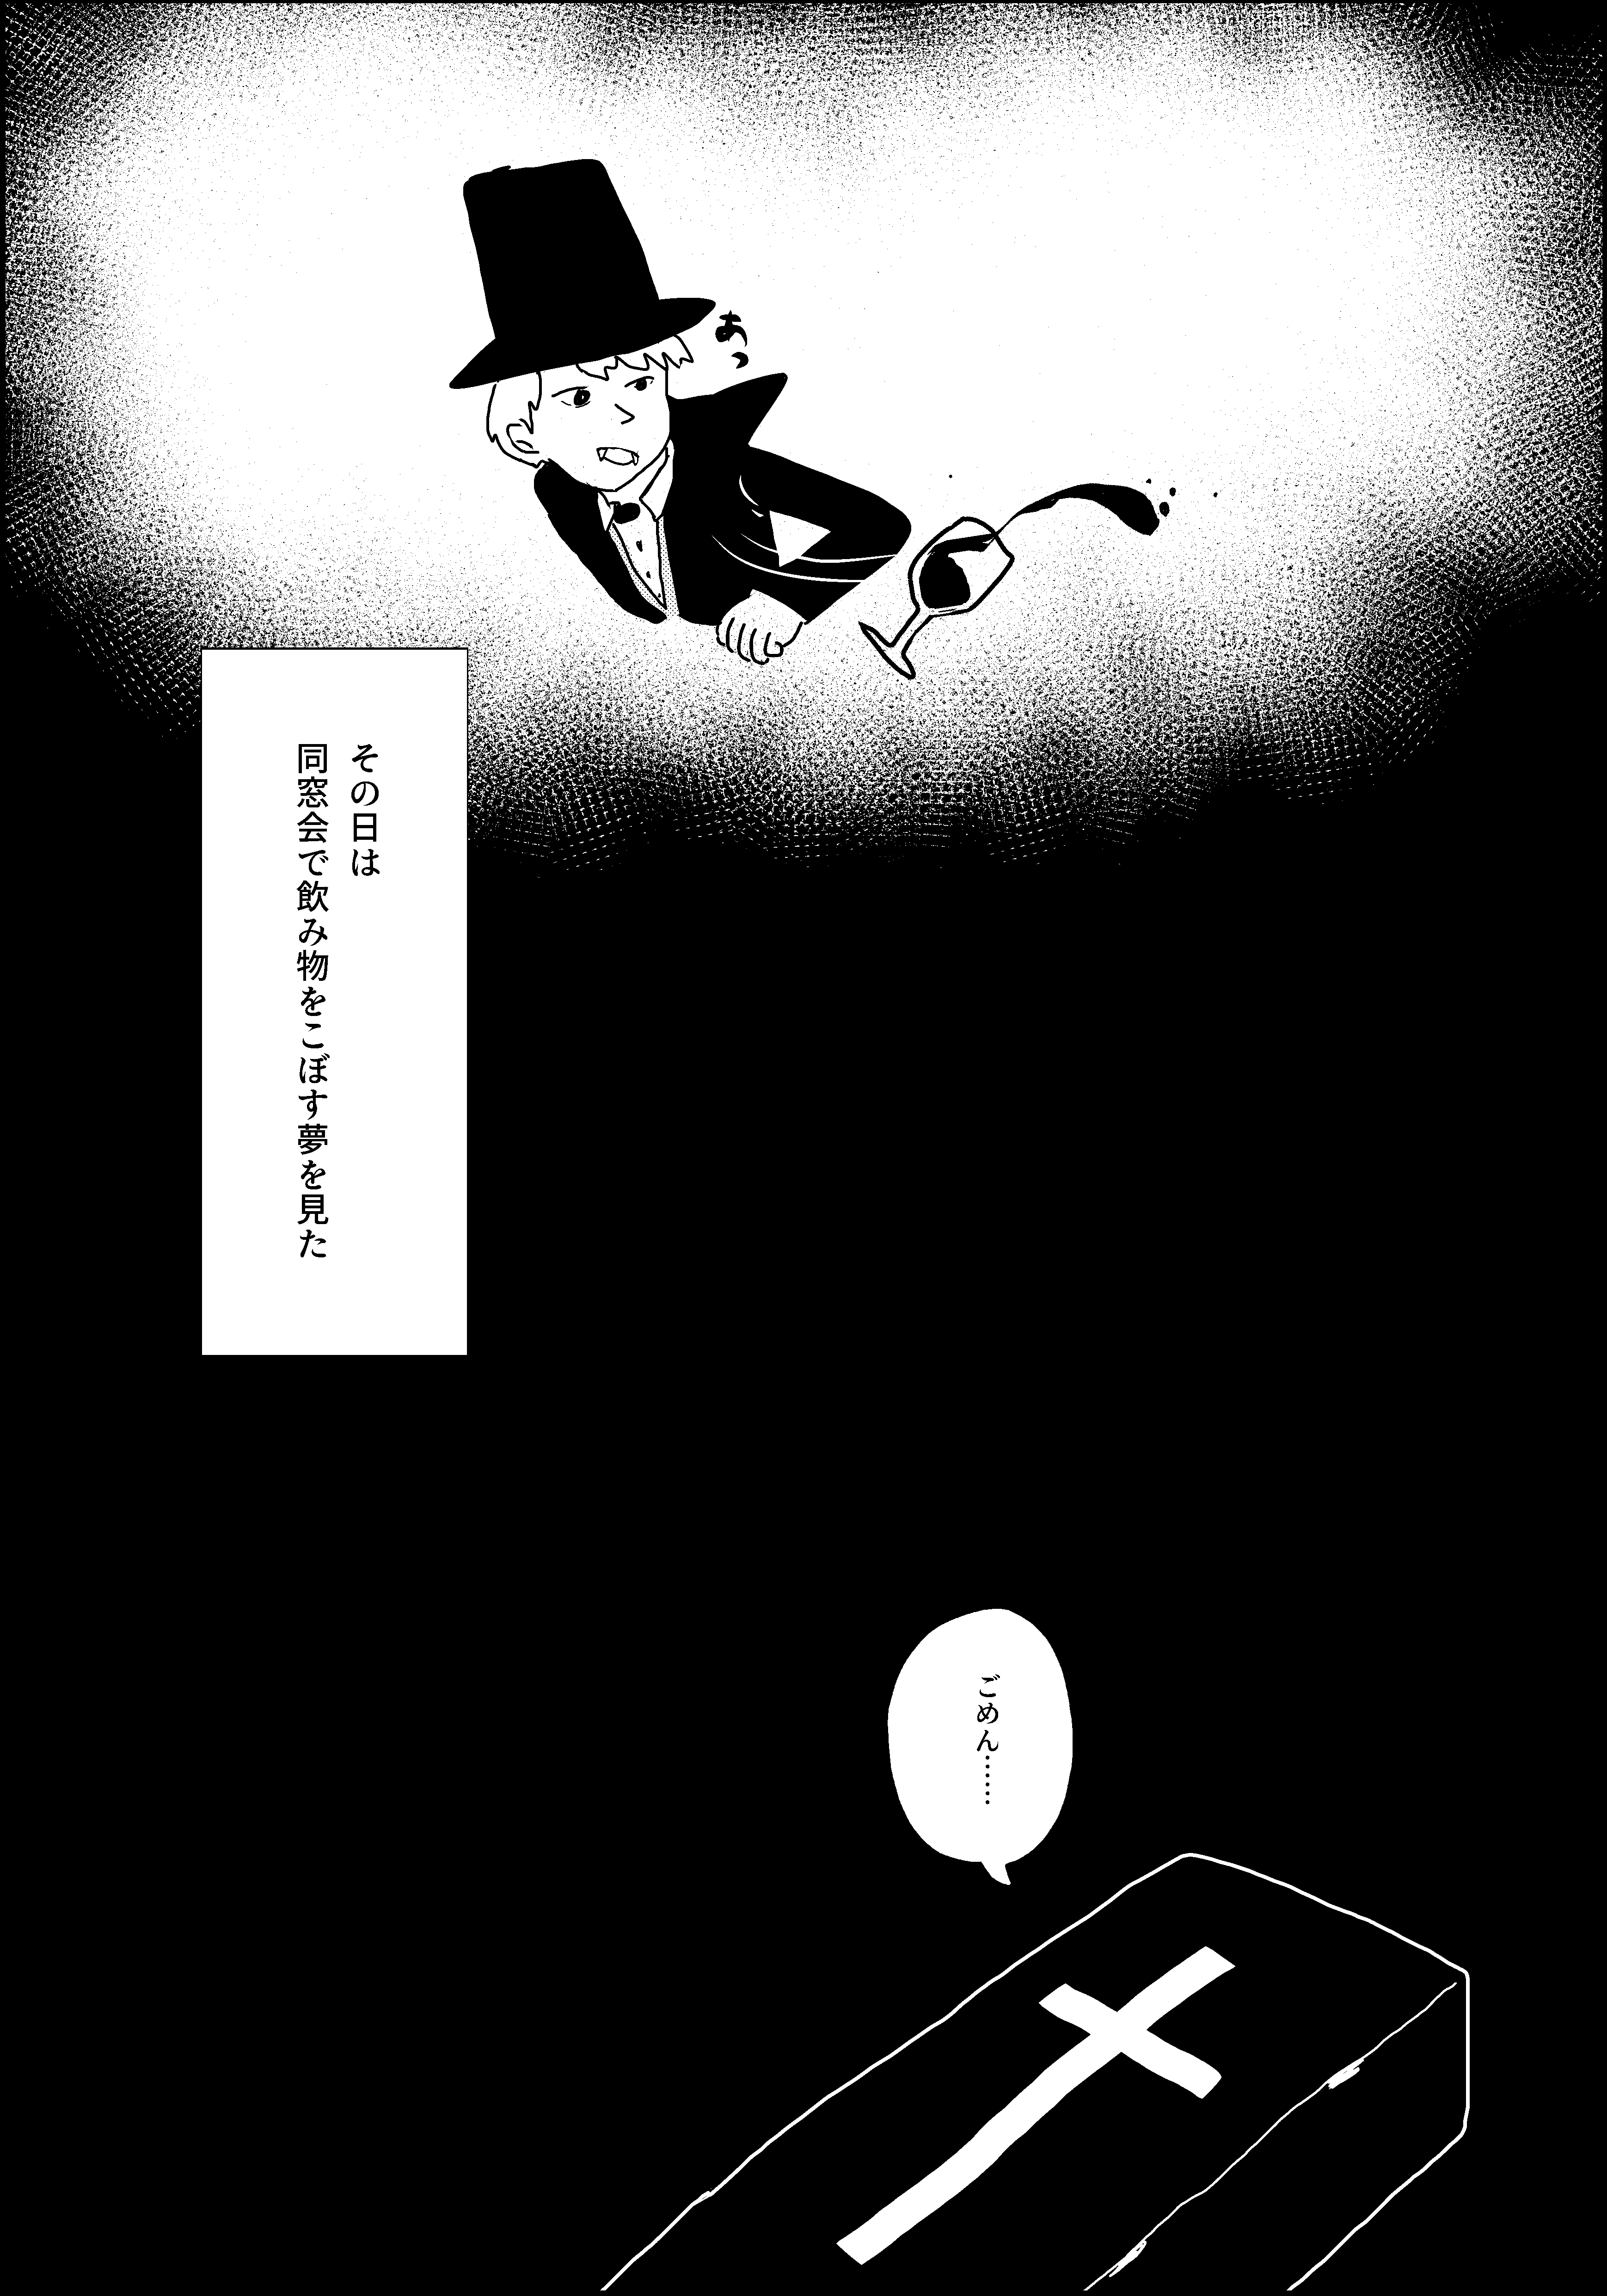 あっ
その日は
同窓会で飲み物をこぼす夢を見た
ごめん……